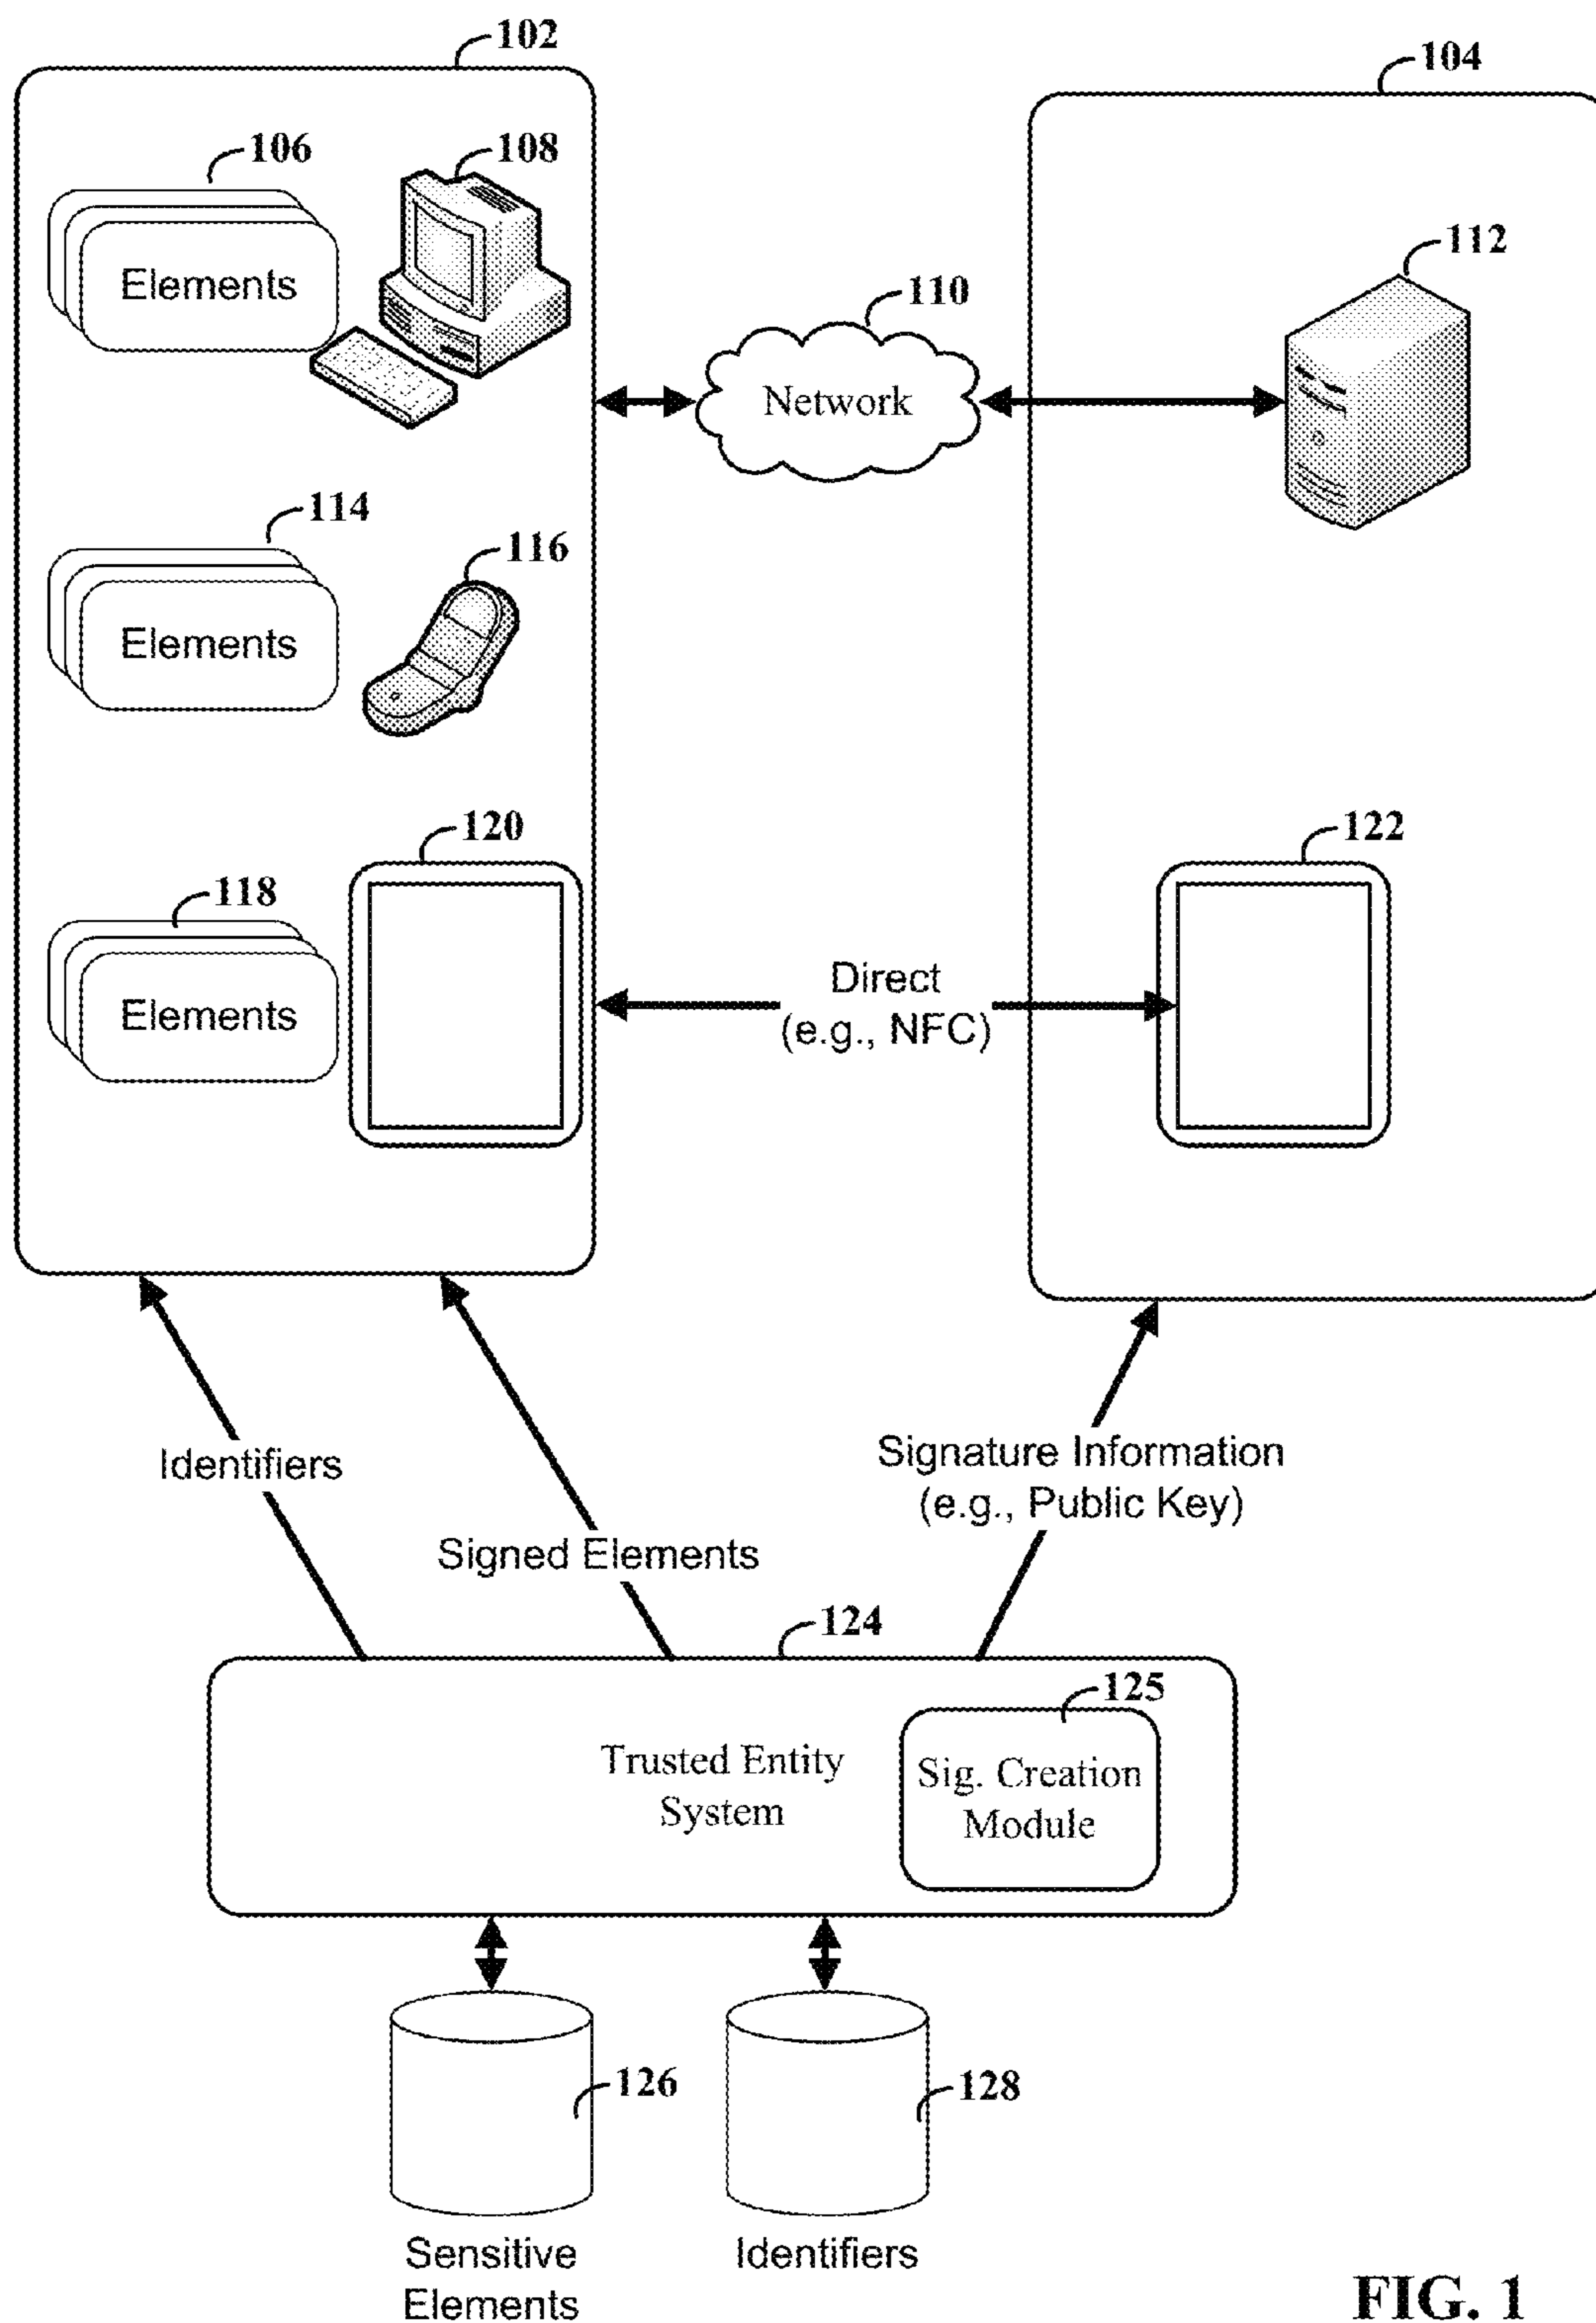 102
104
106
108
Elements
112
110
Network
114
116
Elements
120
122
118
Elements
Direct
(e.g., NFC)
Identifiers
Signature Information
(e.g., Public Key)
Signed Elements
124
125
Trusted Entity
System
Sig. Creation
Module
126
128
Sensitive
Elements
Identifiers
FIG. 1